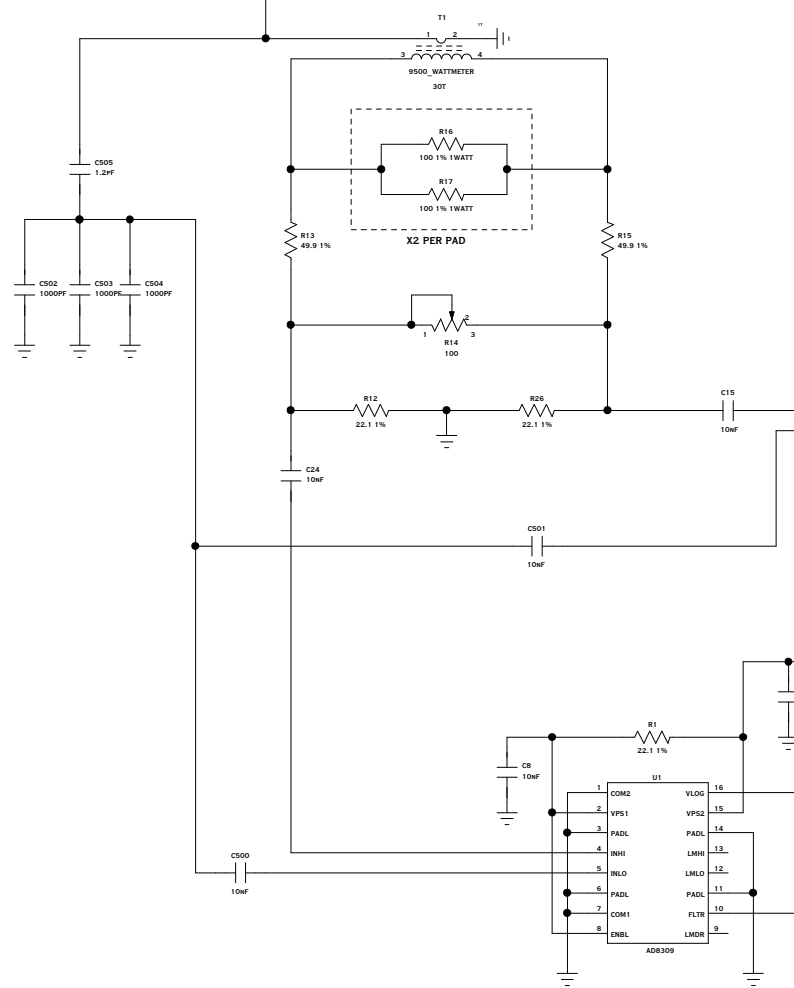 T1
1 2
3 4
9500_WATTMETER
30T
C505
1.2PF
R16
100 1% 1WATT
R17
100 1% 1WATT
X2 PER PAD
R13
49.9 1%
R15
49.9 1%
C502
1000PF
C503
1000PF
C504
1000PF
2
1 3
R14
100
R12
22.1 1%
R26
22.1 1%
C15
10NF
C24
10NF
C501
10NF
R1
22.1 1%
C8
10NF
U1
1 COM2 VLOG 16
2 VPS1 VPS2 15
3 PADL PADL 14
4 INHI LMHI 13
5 INLO LMLO 12
6 PADL PADL 11
7 COM1 FLTR 10
8 ENBL LMDR 9
AD8309
C500
10NF